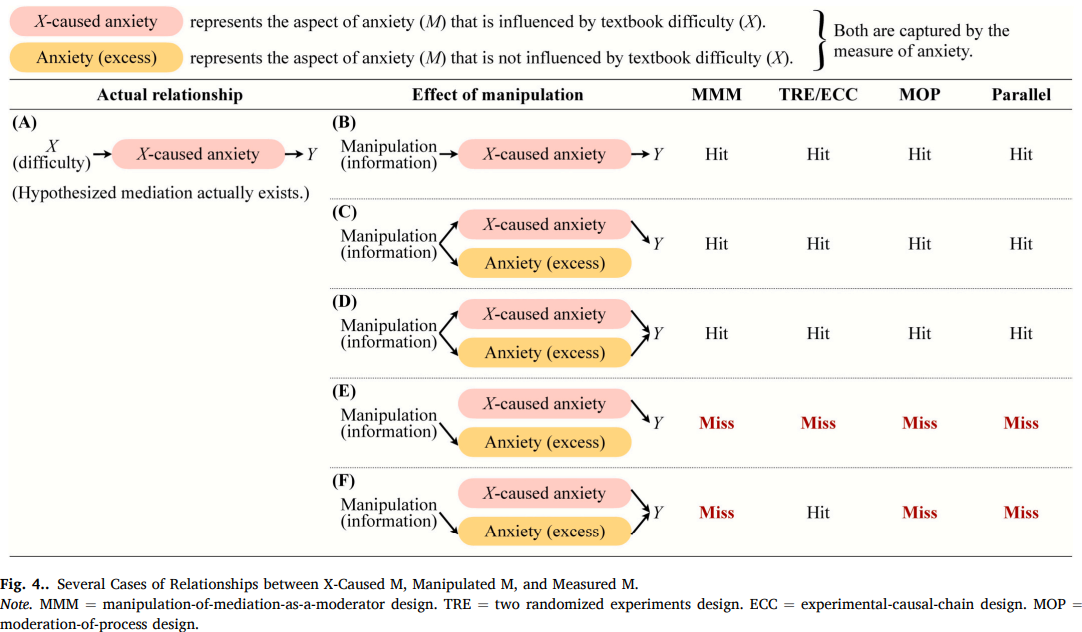 X-caused anxiety represents the aspect of anxiety (M) that is influenced by textbook difficulty (X).
Anxiety (excess) represents the aspect of anxiety (M) that is not influenced by textbook difficulty (X).
Both are captured by the
measure of anxiety.
Actual relationship Effect of manipulation MMM TRE/ECC MOP Parallel
(A)
X
(difficulty)
X-caused anxiety Y
(Hypothesized mediation actually exists.)
(B)
Manipulation
(information)
X-caused anxiety Y Hit Hit Hit Hit
(C)
Manipulation
(information)
X-caused anxiety
Anxiety (excess)
Y Hit Hit Hit Hit
(D)
Manipulation
(information)
X-caused anxiety
Anxiety (excess)
Y Hit Hit Hit Hit
(E)
Manipulation
(information)
X-caused anxiety
Anxiety (excess)
Y Miss Miss Miss Miss
(F)
Manipulation
(information)
X-caused anxiety
Anxiety (excess)
Y Miss Hit Miss Miss
Fig. 4.. Several Cases of Relationships between X-Caused M, Manipulated M, and Measured M.
Note. MMM = manipulation-of-mediation-as-a-moderator design. TRE = two randomized experiments design. ECC = experimental-causal-chain design. MOP =
moderation-of-process design.